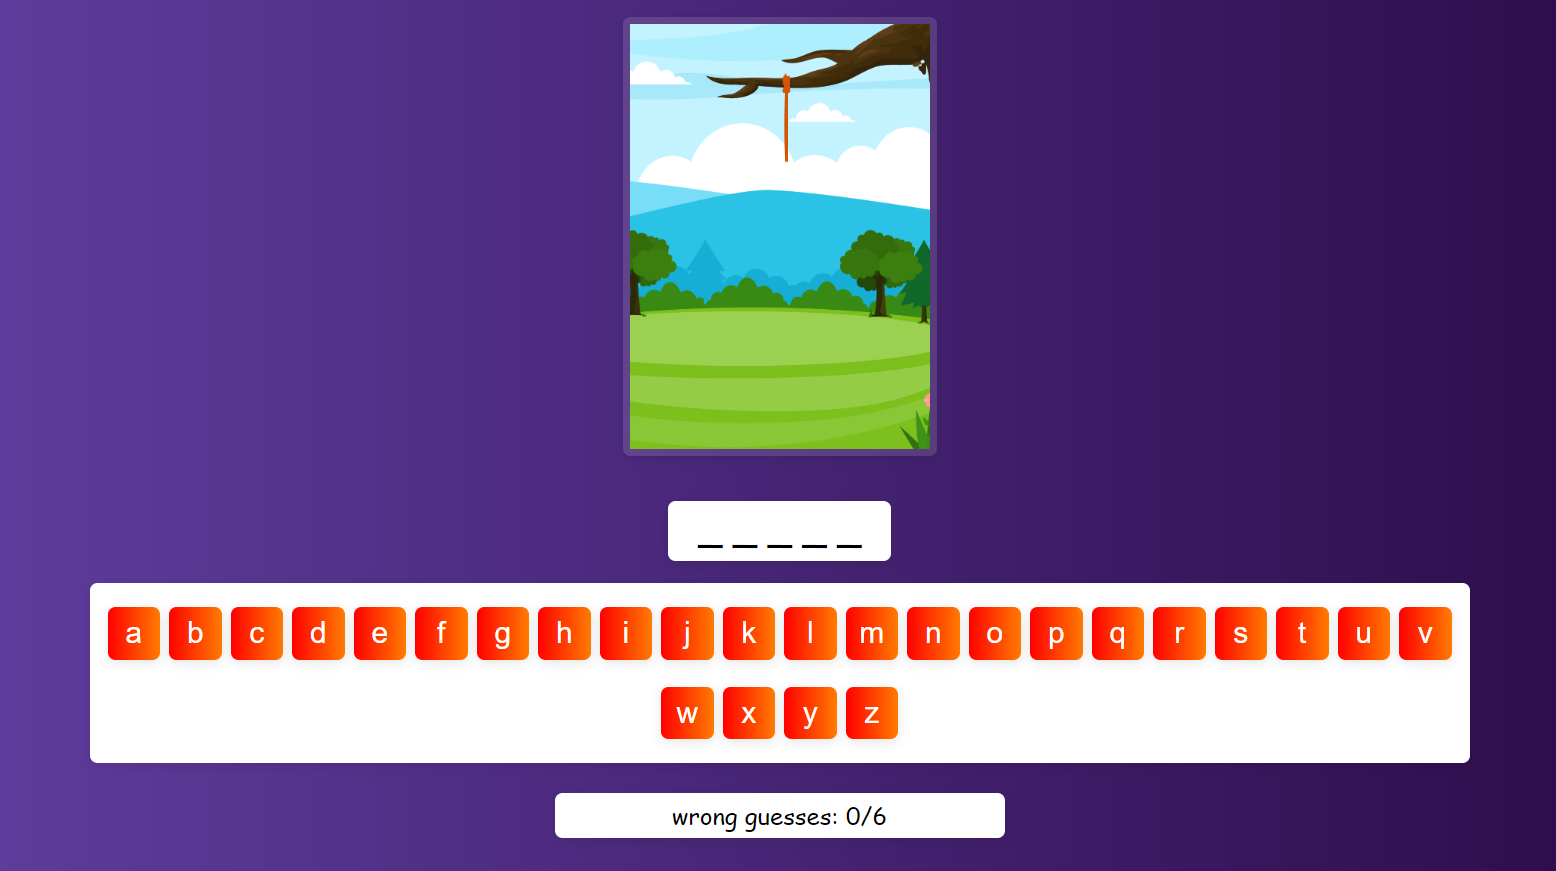 _ _ _ _ _
a b c d e f g h i j k l m n o p q r s t u v
w x y z
wrong guesses: 0/6